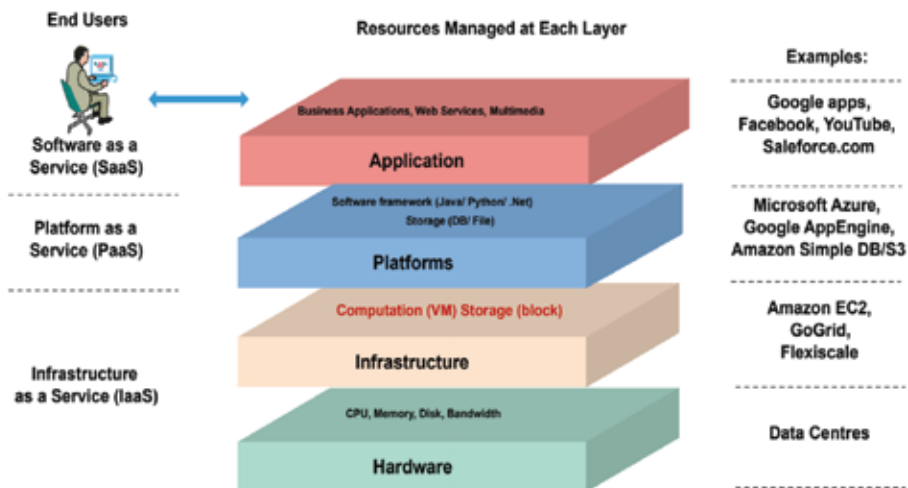 End Users
Resources Managed at Each Layer
Examples:
Business Applications, Web Services, Multimedia
Application
Software as a
Service (SaaS)
Google apps,
Facebook, YouTube,
Saleforce.com
Software framework (Java/ Python/ .Net)
Storage (DB/ File)
Platforms
Platform as a
Service (PaaS)
Microsoft Azure,
Google AppEngine,
Amazon Simple DB/S3
Computation (VM) Storage (block)
Infrastructure
Amazon EC2,
GoGrid,
Flexiscale
Infrastructure
as a Service (IaaS)
CPU, Memory, Disk, Bandwidth
Hardware
Data Centres